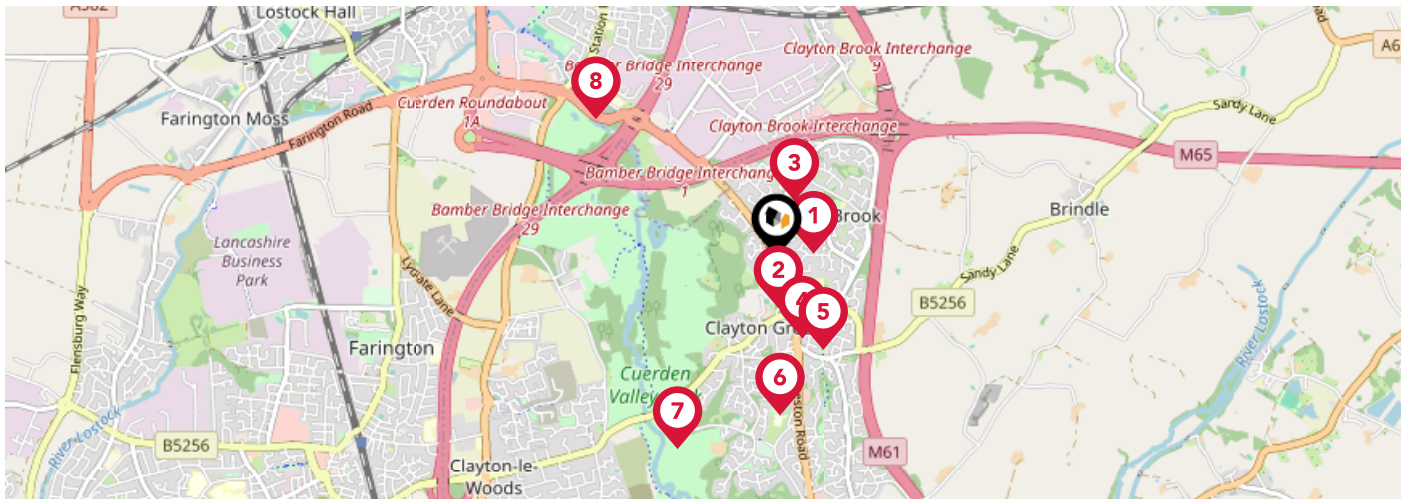 A582
Lostock Hall
Station
Clayton Brook Interchange
9
A6
Bamber Bridge Interchange
29
8
Cuerden Roundabout
1A
Farington Moss
Farington Road
Sandy Lane
Clayton Brook Interchange
3
M65
Bamber Bridge Interchange
1
Bamber Bridge Interchange
29
1
Brook
Brindle
Lancashire
Business
Park
Lydiate Lane
Sandy Lane
2
4
5
B5256
Flensburg Way
River Lostock
Clayton Gr
Farington
6
Cuerden
Valley
7
River Lostock
B5256
Clayton-le-
Woods
M61